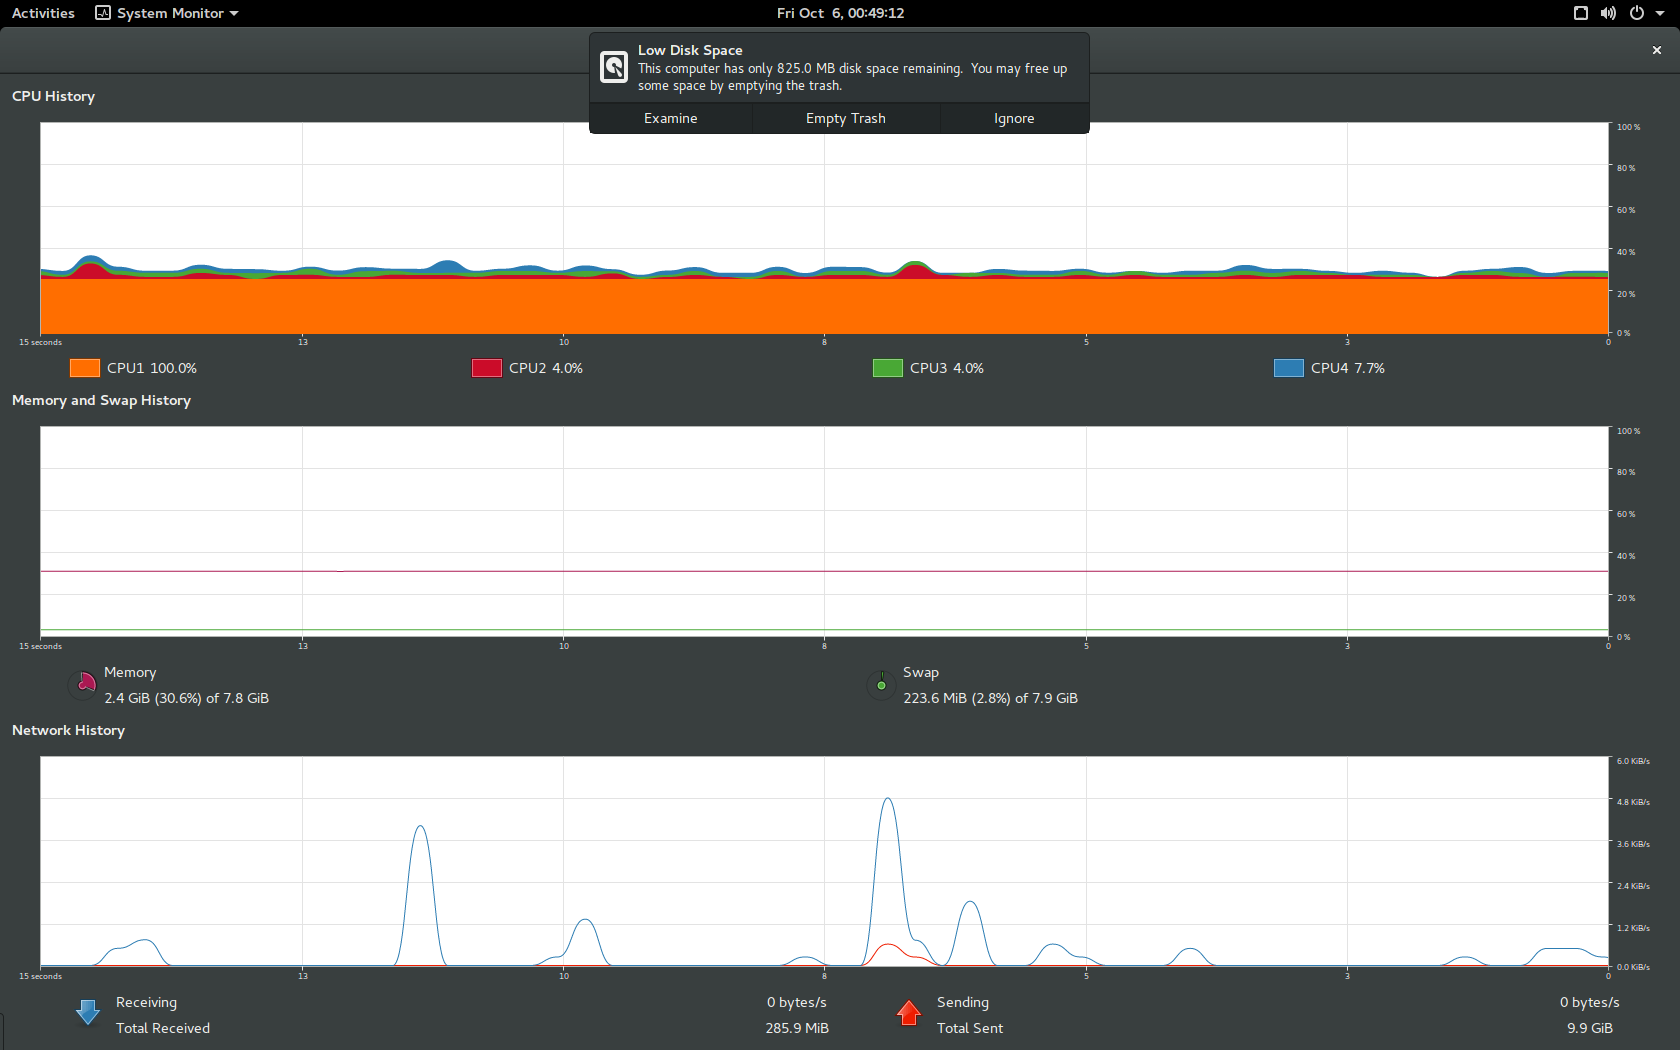 Activities
System Monitor
Fri Oct 6, 00:49:12
Low Disk Space
This computer has only 825.0 MB disk space remaining. You may free up
some space by emptying the trash.
Examine
Empty Trash
Ignore
CPU History
100 %
80 %
60 %
40 %
20 %
0 %
15 seconds
13
10
8
5
3
0
CPU1 100.0%
CPU2 4.0%
CPU3 4.0%
CPU4 7.7%
Memory and Swap History
100 %
80 %
60 %
40 %
20 %
0 %
15 seconds
13
10
8
5
3
0
Memory
2.4 GiB (30.6%) of 7.8 GiB
Swap
223.6 MiB (2.8%) of 7.9 GiB
Network History
6.0 KiB/s
4.8 KiB/s
3.6 KiB/s
2.4 KiB/s
1.2 KiB/s
0.0 KiB/s
15 seconds
13
10
8
5
3
0
Receiving
0 bytes/s
Total Received
285.9 MiB
Sending
0 bytes/s
Total Sent
9.9 GiB